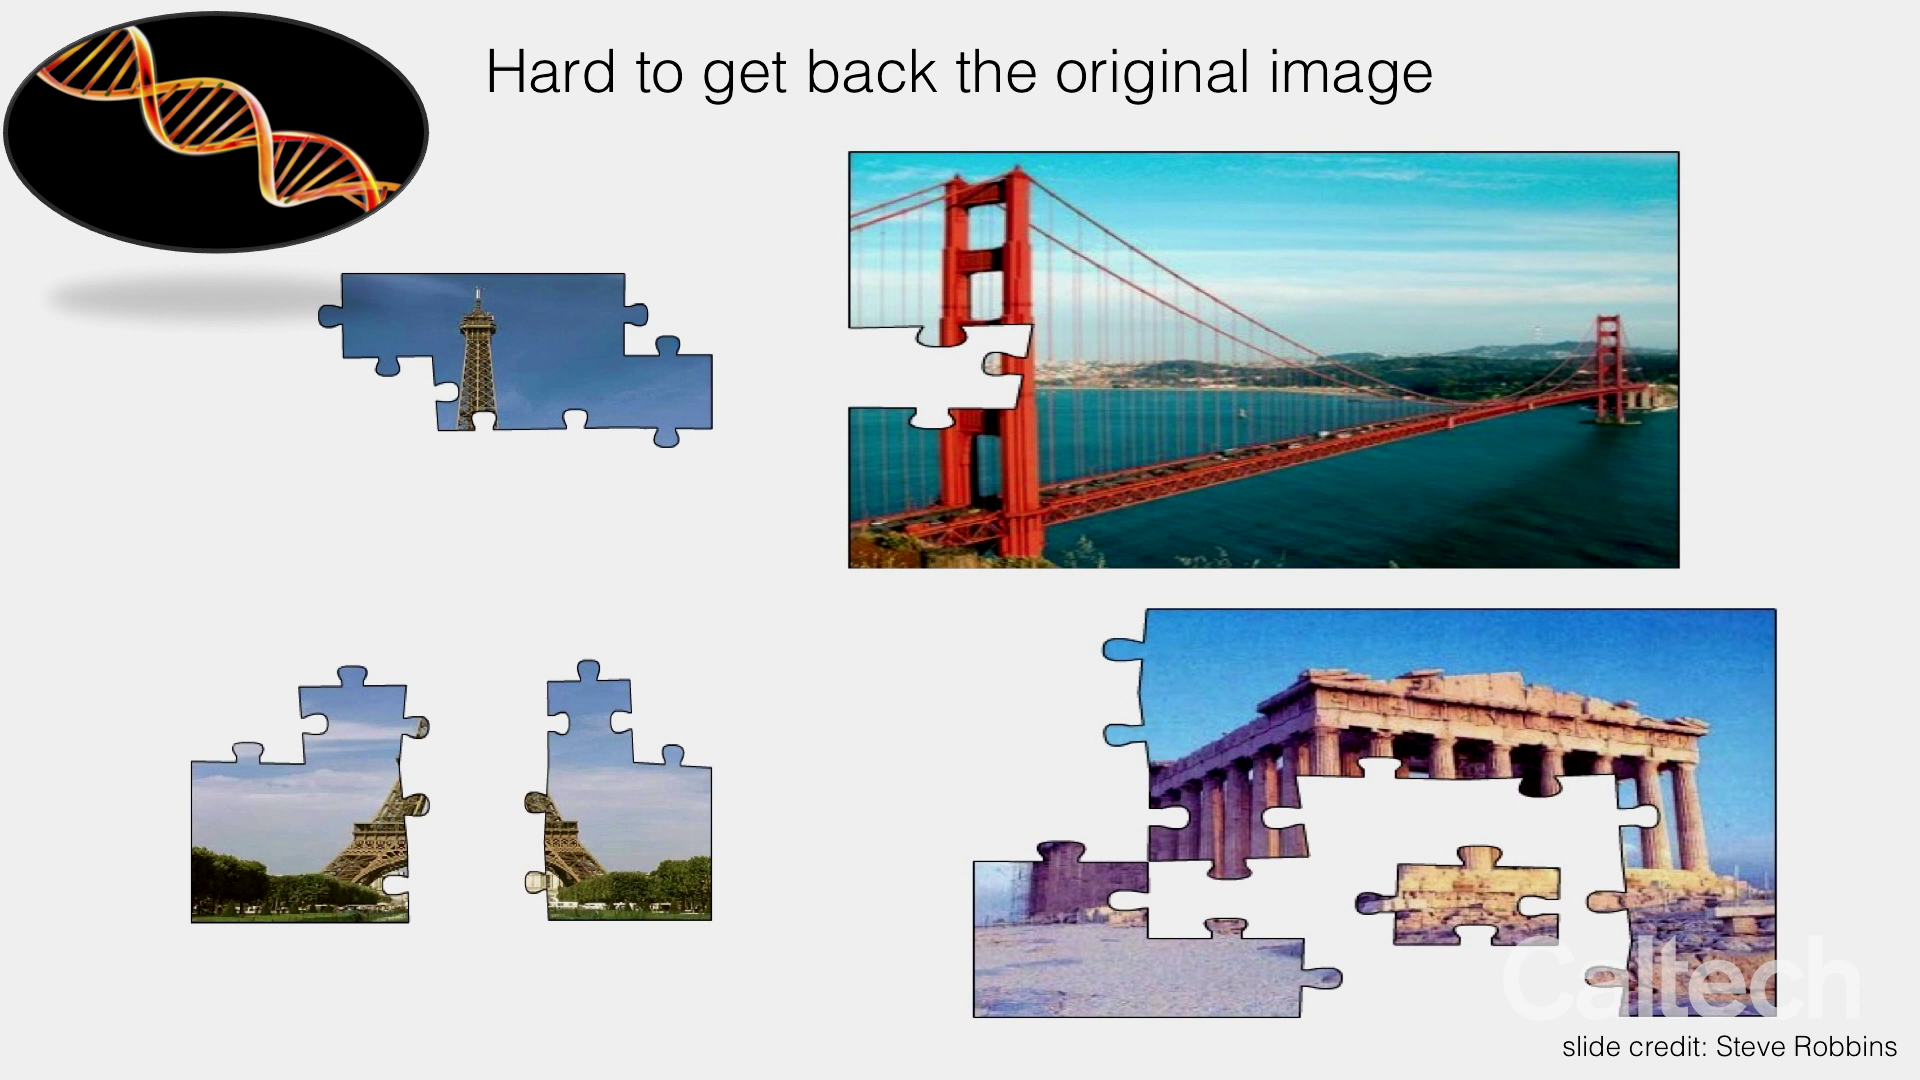 Hard to get back the original image
Caltech
slide credit: Steve Robbins